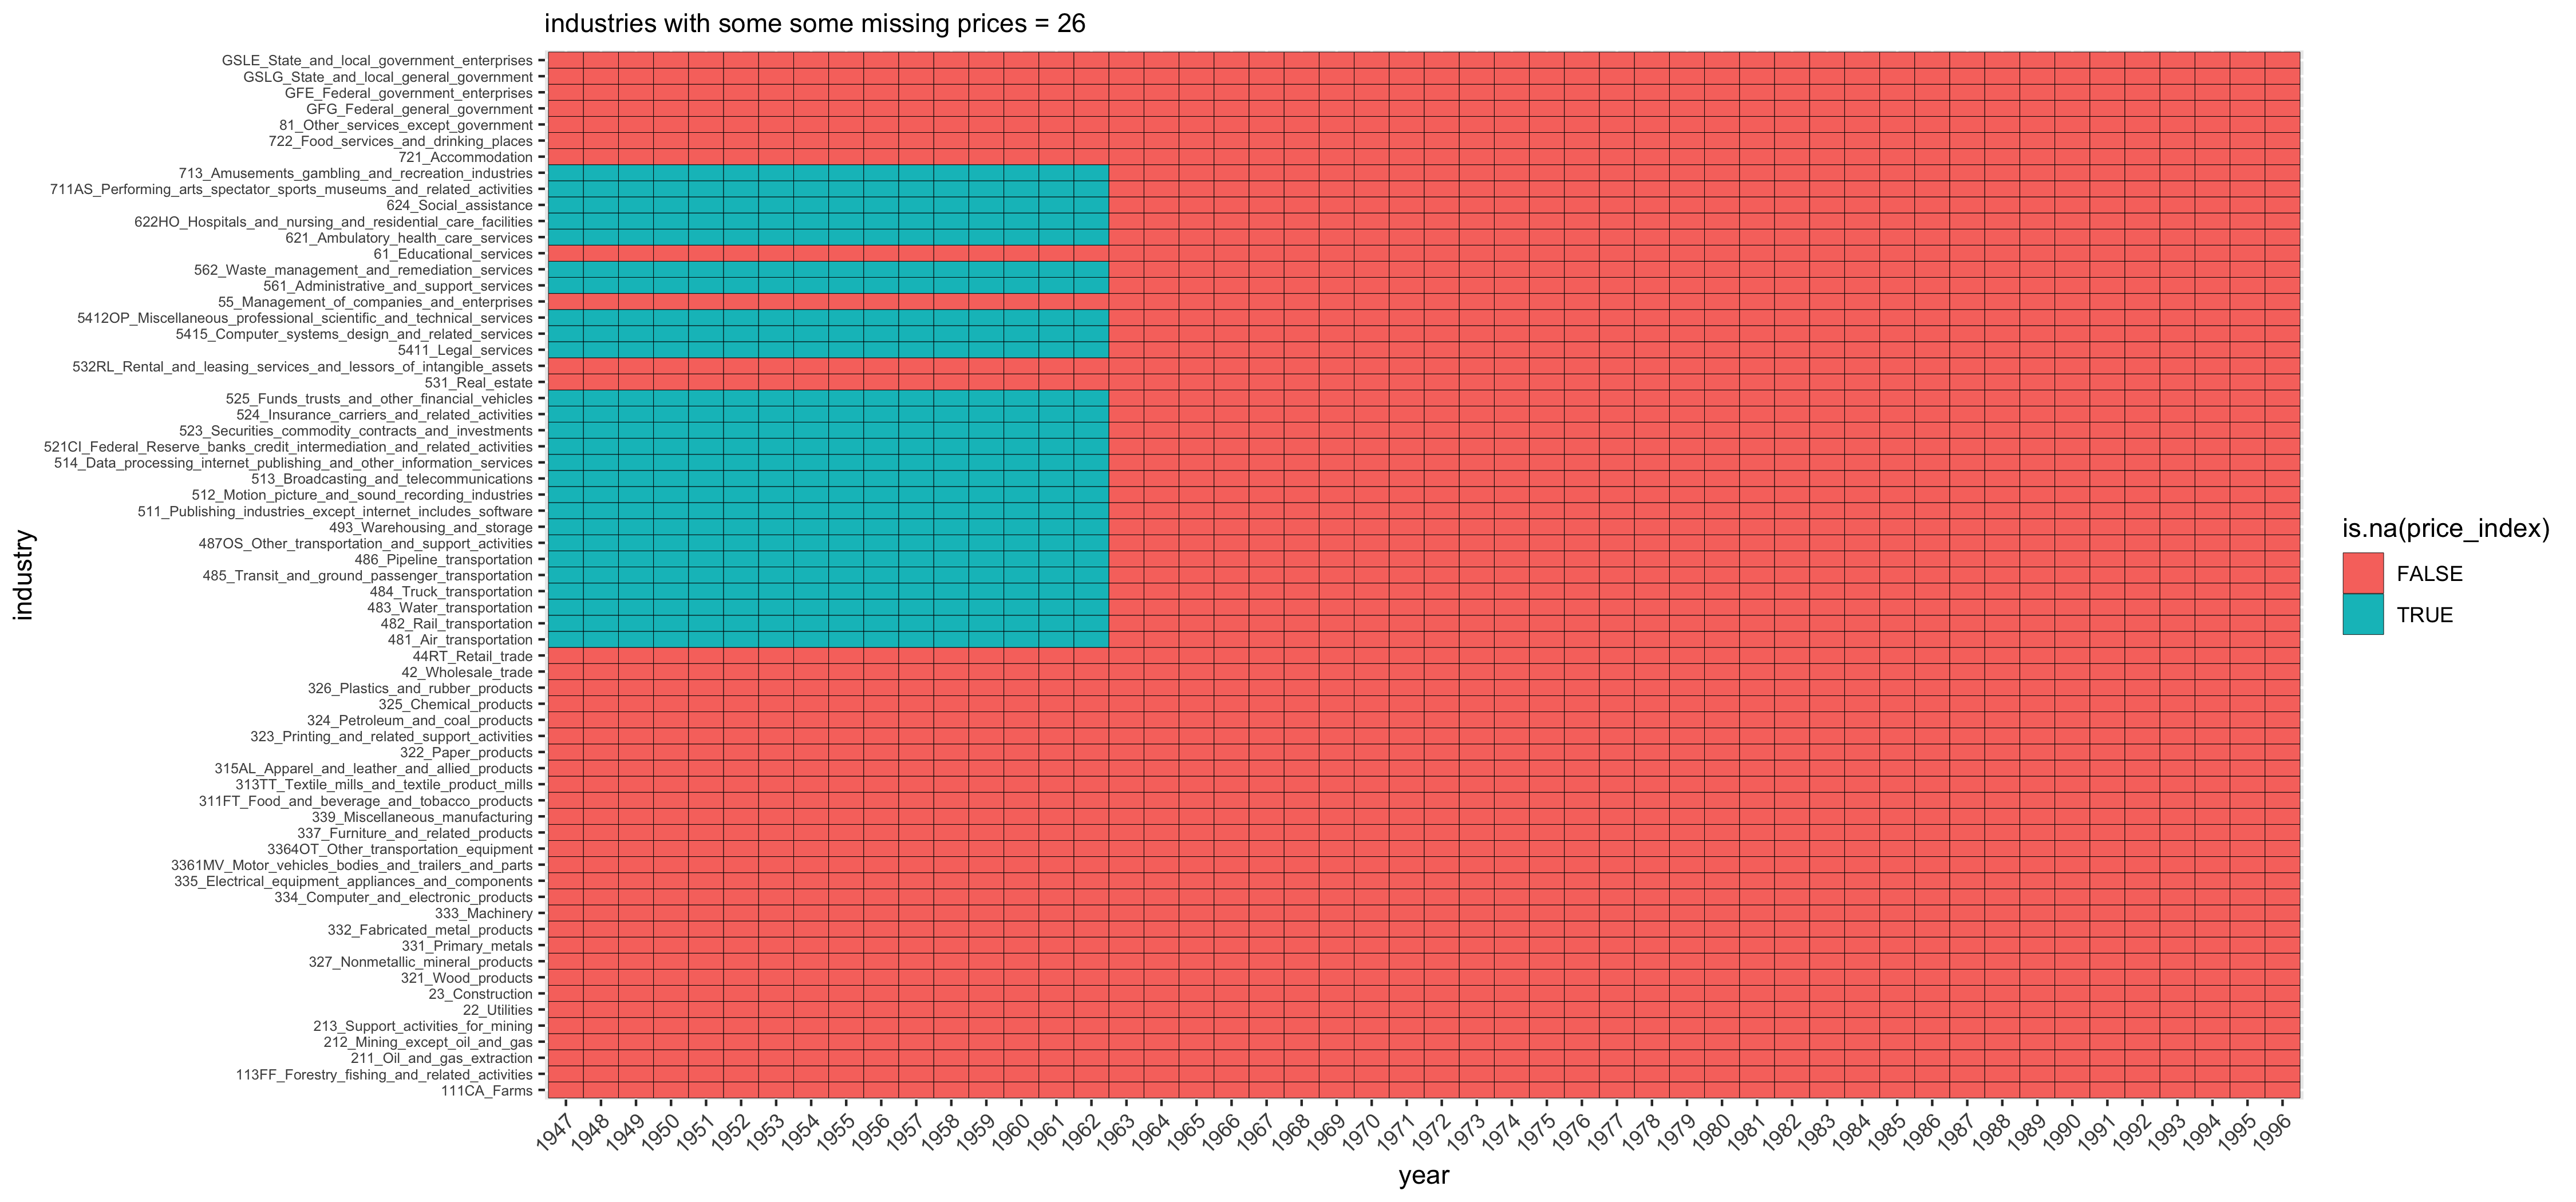 industries with some some missing prices = 26
industry
GSLE_State_and_local_government_enterprises
GSLG_State_and_local_general_government
GFE_Federal_government_enterprises
GFG_Federal_general_government
81_Other_services_except_government
722_Food_services_and_drinking_places
721_Accommodation
713_Amusements_gambling_and_recreation_industries
711AS_Performing_arts_spectator_sports_museums_and_related_activities
624_Social_assistance
622HO_Hospitals_and_nursing_and_residential_care_facilities
621_Ambulatory_health_care_services
61_Educational_services
562_Waste_management_and_remediation_services
561_Administrative_and_support_services
55_Management_of_companies_and_enterprises
5412OP_Miscellaneous_professional_scientific_and_technical_services
5415_Computer_systems_design_and_related_services
5411_Legal_services
532RL_Rental_and_leasing_services_and_lessors_of_intangible_assets
531_Real_estate
525_Funds_trusts_and_other_financial_vehicles
524_Insurance_carriers_and_related_activities
523_Securities_commodity_contracts_and_investments
521CI_Federal_Reserve_banks_credit_intermediation_and_related_activities
514_Data_processing_internet_publishing_and_other_information_services
513_Broadcasting_and_telecommunications
512_Motion_picture_and_sound_recording_industries
511_Publishing_industries_except_internet_includes_software
493_Warehousing_and_storage
487OS_Other_transportation_and_support_activities
486_Pipeline_transportation
485_Transit_and_ground_passenger_transportation
484_Truck_transportation
483_Water_transportation
482_Rail_transportation
481_Air_transportation
44RT_Retail_trade
42_Wholesale_trade
326_Plastics_and_rubber_products
325_Chemical_products
324_Petroleum_and_coal_products
323_Printing_and_related_support_activities
322_Paper_products
315AL_Apparel_and_leather_and_allied_products
313TT_Textile_mills_and_textile_product_mills
311FT_Food_and_beverage_and_tobacco_products
339_Miscellaneous_manufacturing
337_Furniture_and_related_products
3364OT_Other_transportation_equipment
3361MV_Motor_vehicles_bodies_and_trailers_and_parts
335_Electrical_equipment_appliances_and_components
334_Computer_and_electronic_products
333_Machinery
332_Fabricated_metal_products
331_Primary_metals
327_Nonmetallic_mineral_products
321_Wood_products
23_Construction
22_Utilities
213_Support_activities_for_mining
212_Mining_except_oil_and_gas
211_Oil_and_gas_extraction
113FF_Forestry_fishing_and_related_activities
111CA_Farms
1947 1948 1949 1950 1951 1952 1953 1954 1955 1956 1957 1958 1959 1960 1961 1962 1963 1964 1965 1966 1967 1968 1969 1970 1971 1972 1973 1974 1975 1976 1977 1978 1979 1980 1981 1982 1983 1984 1985 1986 1987 1988 1989 1990 1991 1992 1993 1994 1995 1996
year
is.na(price_index)
FALSE
TRUE